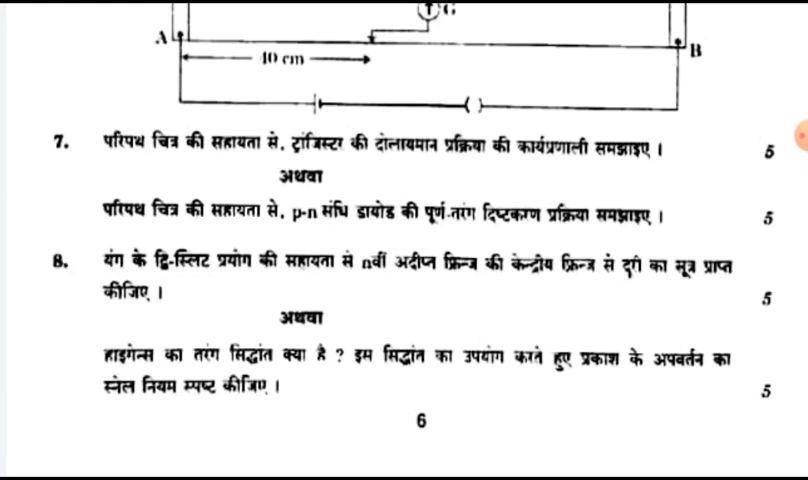 G
A
B
40 cm
7. परिपथ चित्र की सहायता से, ट्रांजिस्टर की दोलायमान प्रक्रिया की कार्यप्रणाली समझाइए । 5
अथवा
परिपथ चित्र की सहायता से, p-n संधि डायोड की पूर्ण-तरंग दिष्टकरण प्रक्रिया समझाइए । 5
8. यंग के द्वि-स्लिट प्रयोग की सहायता से nवीं अदीप्त फ्रिन्ज की केन्द्रीय फ्रिन्ज से दूरी का सूत्र प्राप्त
कीजिए । 5
अथवा
हाइगेन्स का तरंग सिद्धांत क्या है ? इस सिद्धांत का उपयोग करते हुए प्रकाश के अपवर्तन का
स्नेल नियम स्पष्ट कीजिए । 5
6